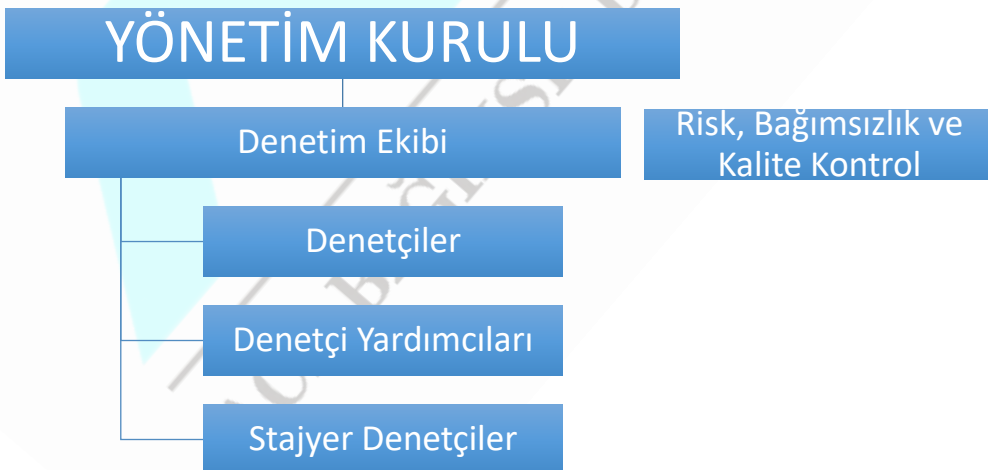 YÖNETİM KURULU
Denetim Ekibi
Risk, Bağımsızlık ve
Kalite Kontrol
Denetçiler
Denetçi Yardımcıları
Stajyer Denetçiler